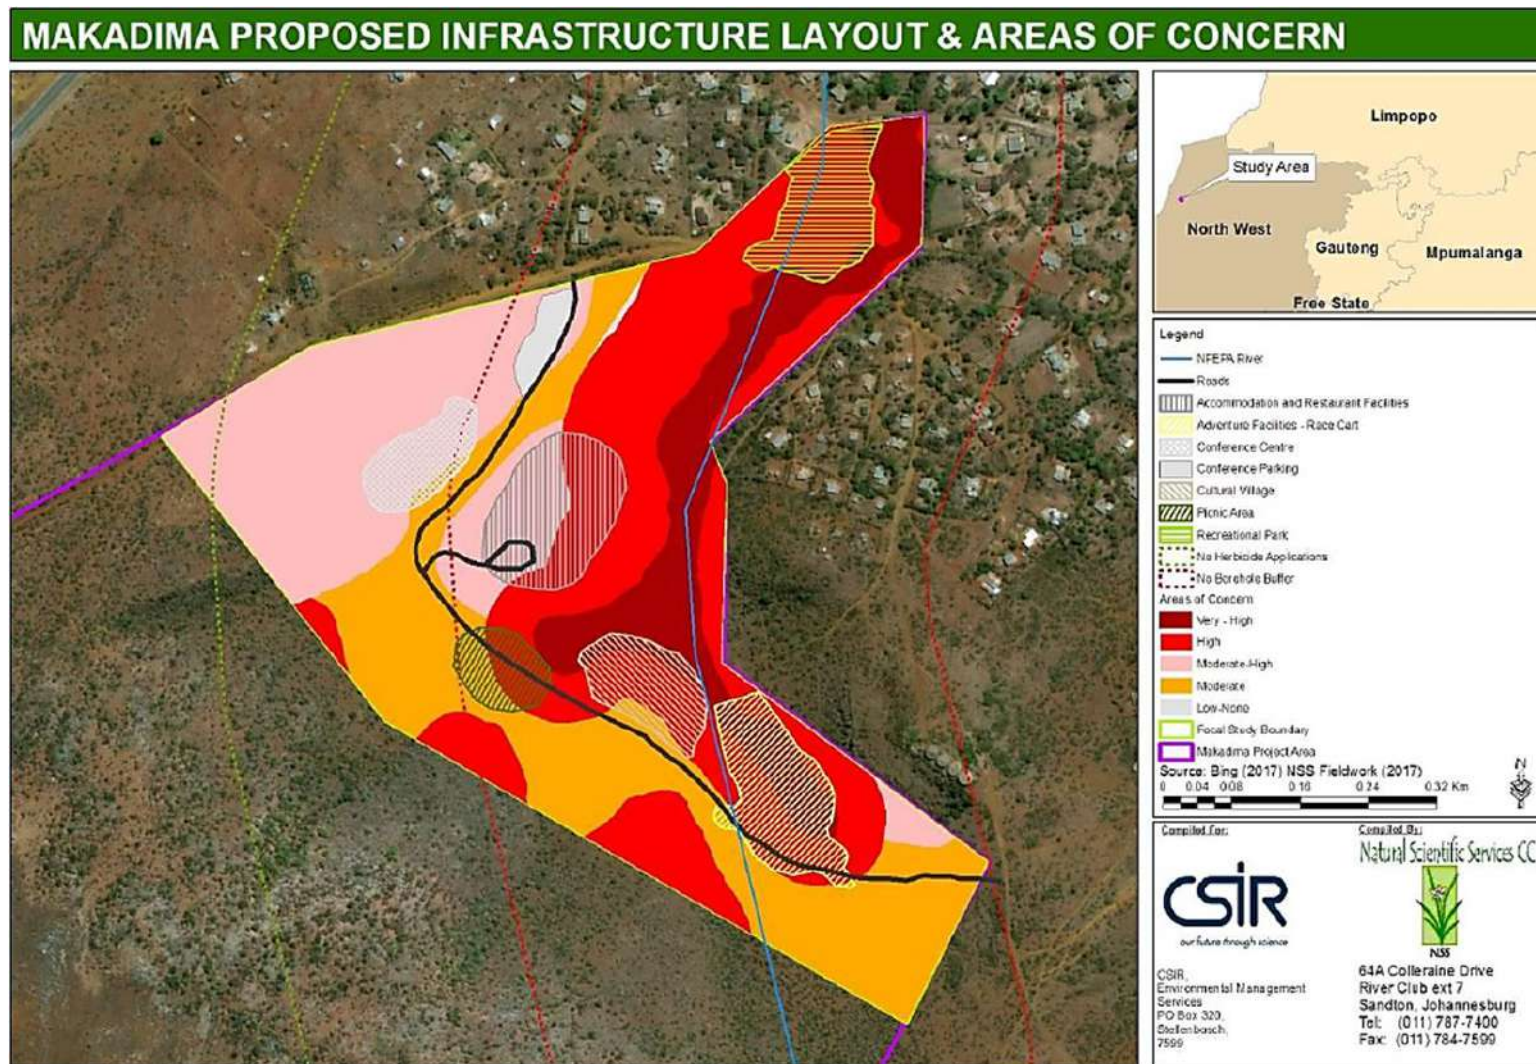 MAKADIMA PROPOSED INFRASTRUCTURE LAYOUT & AREAS OF CONCERN
Limpopo
Study Area
North West
Gauteng
Mpumalanga
Free State
Legend
NFEPA River
Roads
Accommodation and Restaurant Facilities
Adventure Facilities - Race Cart
Conference Centre
Conference Parking
Cultural Village
Picnic Area
Recreational Park
No Herbicide Applications
No Borehole Buffer
Areas of Concern
Very - High
High
Moderate-High
Moderate
Low-None
Focal Study Boundary
Makadima Project Area
Source: Bing (2017) NSS Fieldwork (2017)
0 0.04 0.08 0.16 0.24 0.32 Km
N
Compiled For:
CSIR
our future through science
CSIR,
Environmental Management
Services
PO Box 320,
Stellenbosch,
7599
Compiled By:
Natural Scientific Services CC
NSS
64A Colleraine Drive
River Club ext 7
Sandton, Johannesburg
Tel: (011) 787-7400
Fax: (011) 784-7599